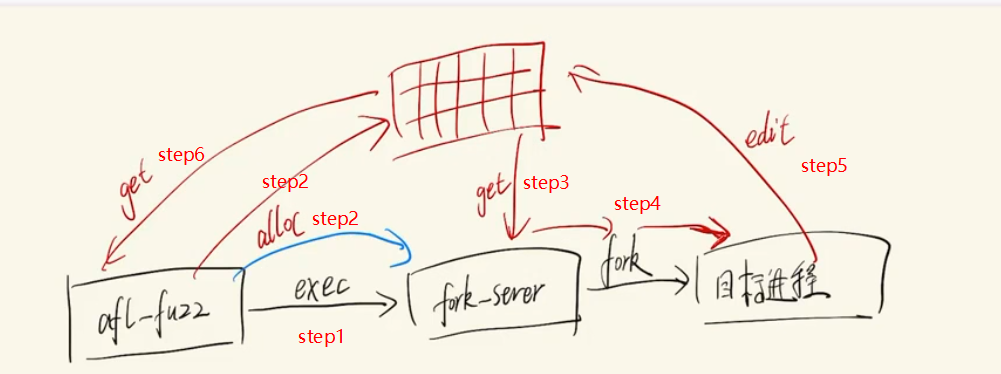 get step6
step2
alloc step2
get step3
step4
edit
step5
afl-fuzz
exec
step1
fork-serer
fork
目标进程